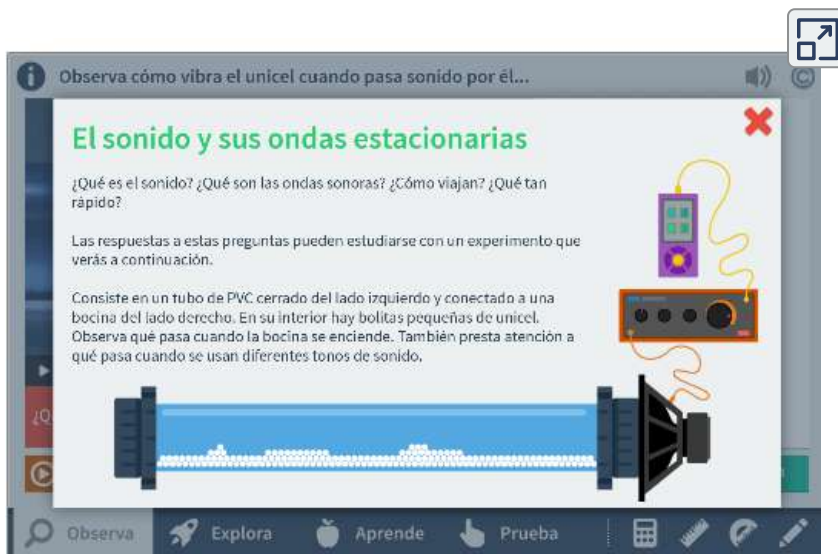 Observa cómo vibra el unicel cuando pasa sonido por él...
El sonido y sus ondas estacionarias
¿Qué es el sonido? ¿Qué son las ondas sonoras? ¿Cómo viajan? ¿Qué tan
rápido?
Las respuestas a estas preguntas pueden estudiarse con un experimento que
verás a continuación.
Consiste en un tubo de PVC cerrado del lado izquierdo y conectado a una
bocina del lado derecho. En su interior hay bolitas pequeñas de unicel.
Observa qué pasa cuando la bocina se enciende. También presta atención a
qué pasa cuando se usan diferentes tonos de sonido.
Observa
Explora
Aprende
Prueba